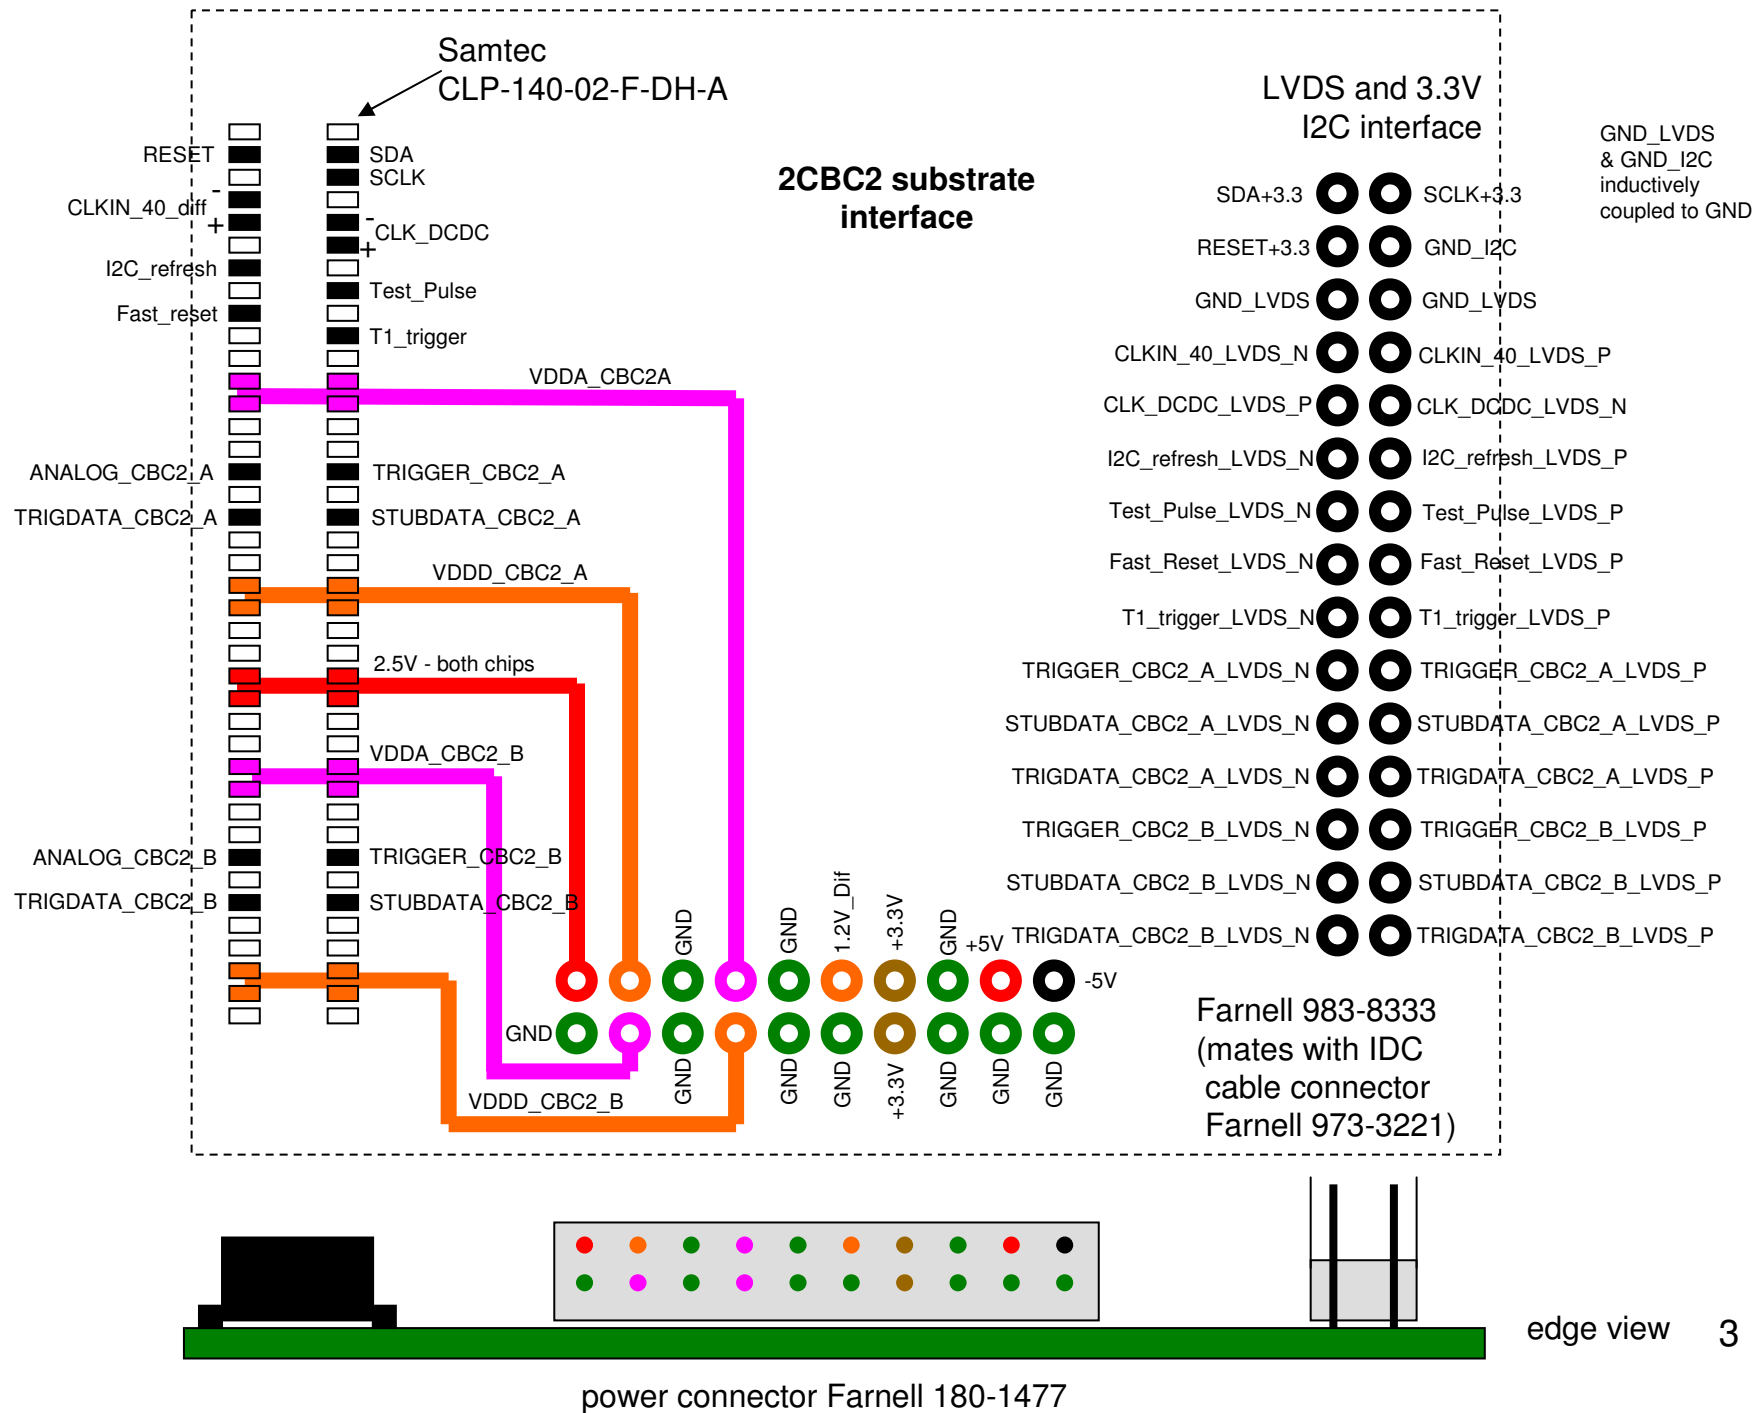 Samtec
CLP-140-02-F-DH-A
LVDS and 3.3V
I2C interface
GND_LVDS
& GND_I2C
inductively
coupled to GND
2CBC2 substrate
interface
RESET
SDA
SCLK
-
CLKIN_40_diff
+
-
CLK_DCDC
+
I2C_refresh
Test_Pulse
Fast_reset
T1_trigger
VDDA_CBC2A
ANALOG_CBC2_A
TRIGGER_CBC2_A
TRIGDATA_CBC2_A
STUBDATA_CBC2_A
VDDD_CBC2_A
2.5V - both chips
VDDA_CBC2_B
ANALOG_CBC2_B
TRIGGER_CBC2_B
TRIGDATA_CBC2_B
STUBDATA_CBC2_B
SDA+3.3
SCLK+3.3
RESET+3.3
GND_I2C
GND_LVDS
GND_LVDS
CLKIN_40_LVDS_N
CLKIN_40_LVDS_P
CLK_DCDC_LVDS_P
CLK_DCDC_LVDS_N
I2C_refresh_LVDS_N
I2C_refresh_LVDS_P
Test_Pulse_LVDS_N
Test_Pulse_LVDS_P
Fast_Reset_LVDS_N
Fast_Reset_LVDS_P
T1_trigger_LVDS_N
T1_trigger_LVDS_P
TRIGGER_CBC2_A_LVDS_N
TRIGGER_CBC2_A_LVDS_P
STUBDATA_CBC2_A_LVDS_N
STUBDATA_CBC2_A_LVDS_P
TRIGDATA_CBC2_A_LVDS_N
TRIGDATA_CBC2_A_LVDS_P
TRIGGER_CBC2_B_LVDS_N
TRIGGER_CBC2_B_LVDS_P
STUBDATA_CBC2_B_LVDS_N
STUBDATA_CBC2_B_LVDS_P
TRIGDATA_CBC2_B_LVDS_N
TRIGDATA_CBC2_B_LVDS_P
GND
GND
1.2V_Dif
+3.3V
GND
+5V
-5V
GND
GND
GND
GND
+3.3V
GND
GND
GND
VDDD_CBC2_B
Farnell 983-8333
(mates with IDC
cable connector
Farnell 973-3221)
edge view
3
power connector Farnell 180-1477